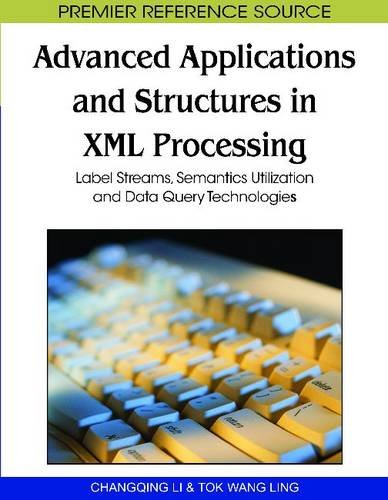 PREMIER REFERENCE SOURCE
Advanced Applications
and Structures in
XML Processing
Label Streams, Semantics Utilization
and Data Query Technologies
delete
CHANGQING LI & TOK WANG LING